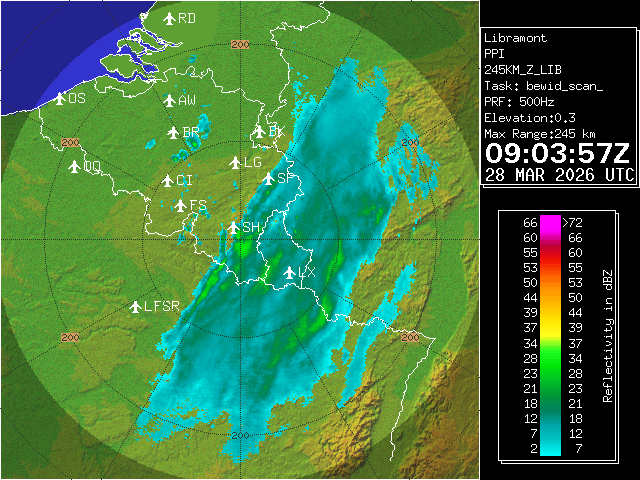 RD
200
OS
AW
BR
BK
200
QQ
LG
CI
SP
FS
SH
LX
LFSR
200
200
200
Libramont
PPI
245KM_Z_LIB
Task: bewid_scan_
PRF: 500Hz
Elevation:0.3
Max Range:245 km
09:03:57Z
28 MAR 2026 UTC
66 >72
60 66
55 60
53 55
50 53
44 50
39 44
37 39
34 37
28 34
23 28
21 23
18 21
12 18
7 12
2 7
Reflectivity in dBZ